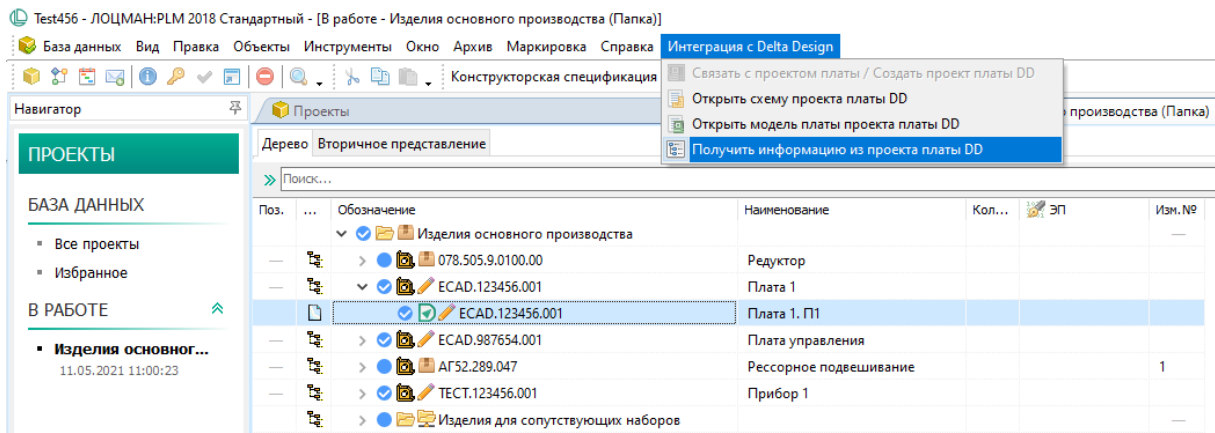 Test456 - ЛОЦМАН:PLM 2018 Стандартный - [В работе - Изделия основного производства (Папка)]
База данных Вид Правка Объекты Инструменты Окно Архив Маркировка Справка Интеграция с Delta Design
Конструкторская спецификация
Связать с проектом платы / Создать проект платы DD
Открыть схему проекта платы DD
Открыть модель платы проекта платы DD
Получить информацию из проекта платы DD
Навигатор
Проекты
производства (Папка)
Дерево Вторичное представление
ПРОЕКТЫ
Поиск...
БАЗА ДАННЫХ
Все проекты
Избранное
В РАБОТЕ
Изделия основног...
11.05.2021 11:00:23
Поз. ... Обозначение Наименование Кол... ЭП Изм. №
Изделия основного производства —
— 078.505.9.0100.00 Редуктор
— ECAD.123456.001 Плата 1
ECAD.123456.001 Плата 1. П1
— ECAD.987654.001 Плата управления
— АГ52.289.047 Рессорное подвешивание 1
— ТЕСТ.123456.001 Прибор 1
Изделия для сопутствующих наборов —